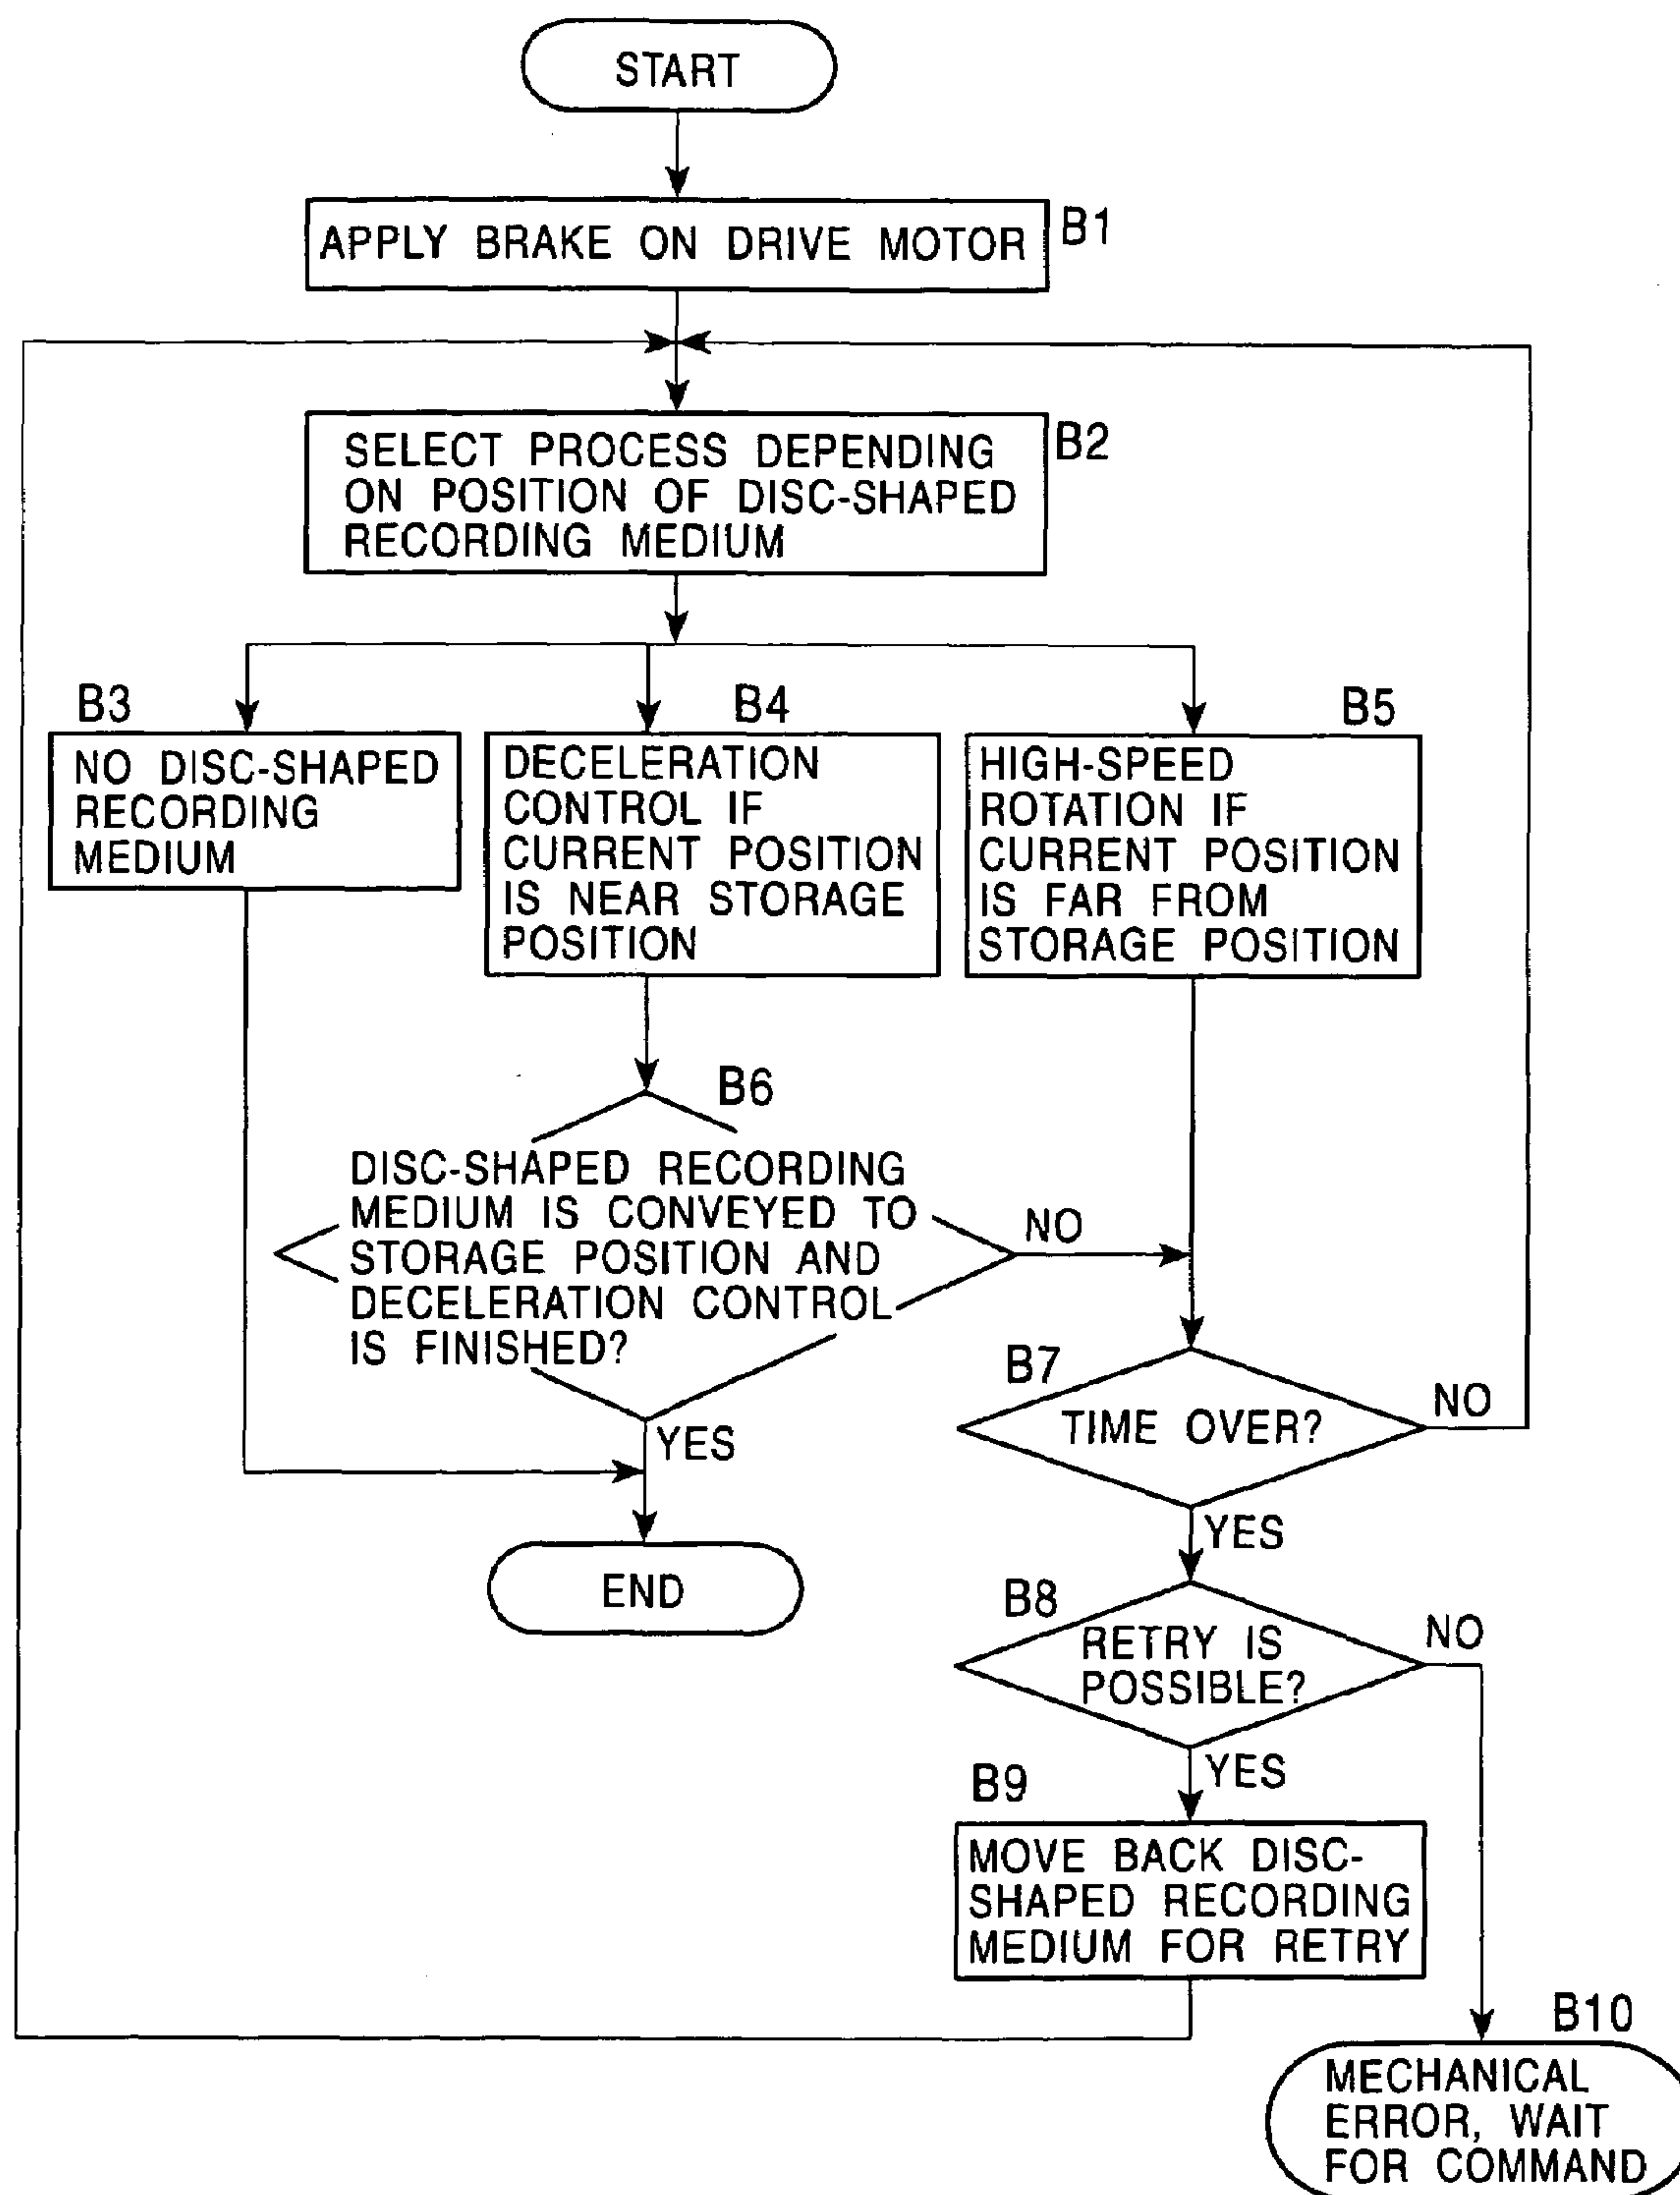 START
APPLY BRAKE ON DRIVE MOTOR
B1
SELECT PROCESS DEPENDING
ON POSITION OF DISC-SHAPED
RECORDING MEDIUM
B2
B3
NO DISC-SHAPED
RECORDING
MEDIUM
B4
DECELERATION
CONTROL IF
CURRENT POSITION
IS NEAR STORAGE
POSITION
B5
HIGH-SPEED
ROTATION IF
CURRENT POSITION
IS FAR FROM
STORAGE POSITION
B6
DISC-SHAPED RECORDING
MEDIUM IS CONVEYED TO
STORAGE POSITION AND
DECELERATION CONTROL
IS FINISHED?
NO
YES
END
B7
TIME OVER?
NO
YES
B8
RETRY IS
POSSIBLE?
NO
YES
B9
MOVE BACK DISC-
SHAPED RECORDING
MEDIUM FOR RETRY
B10
MECHANICAL
ERROR, WAIT
FOR COMMAND